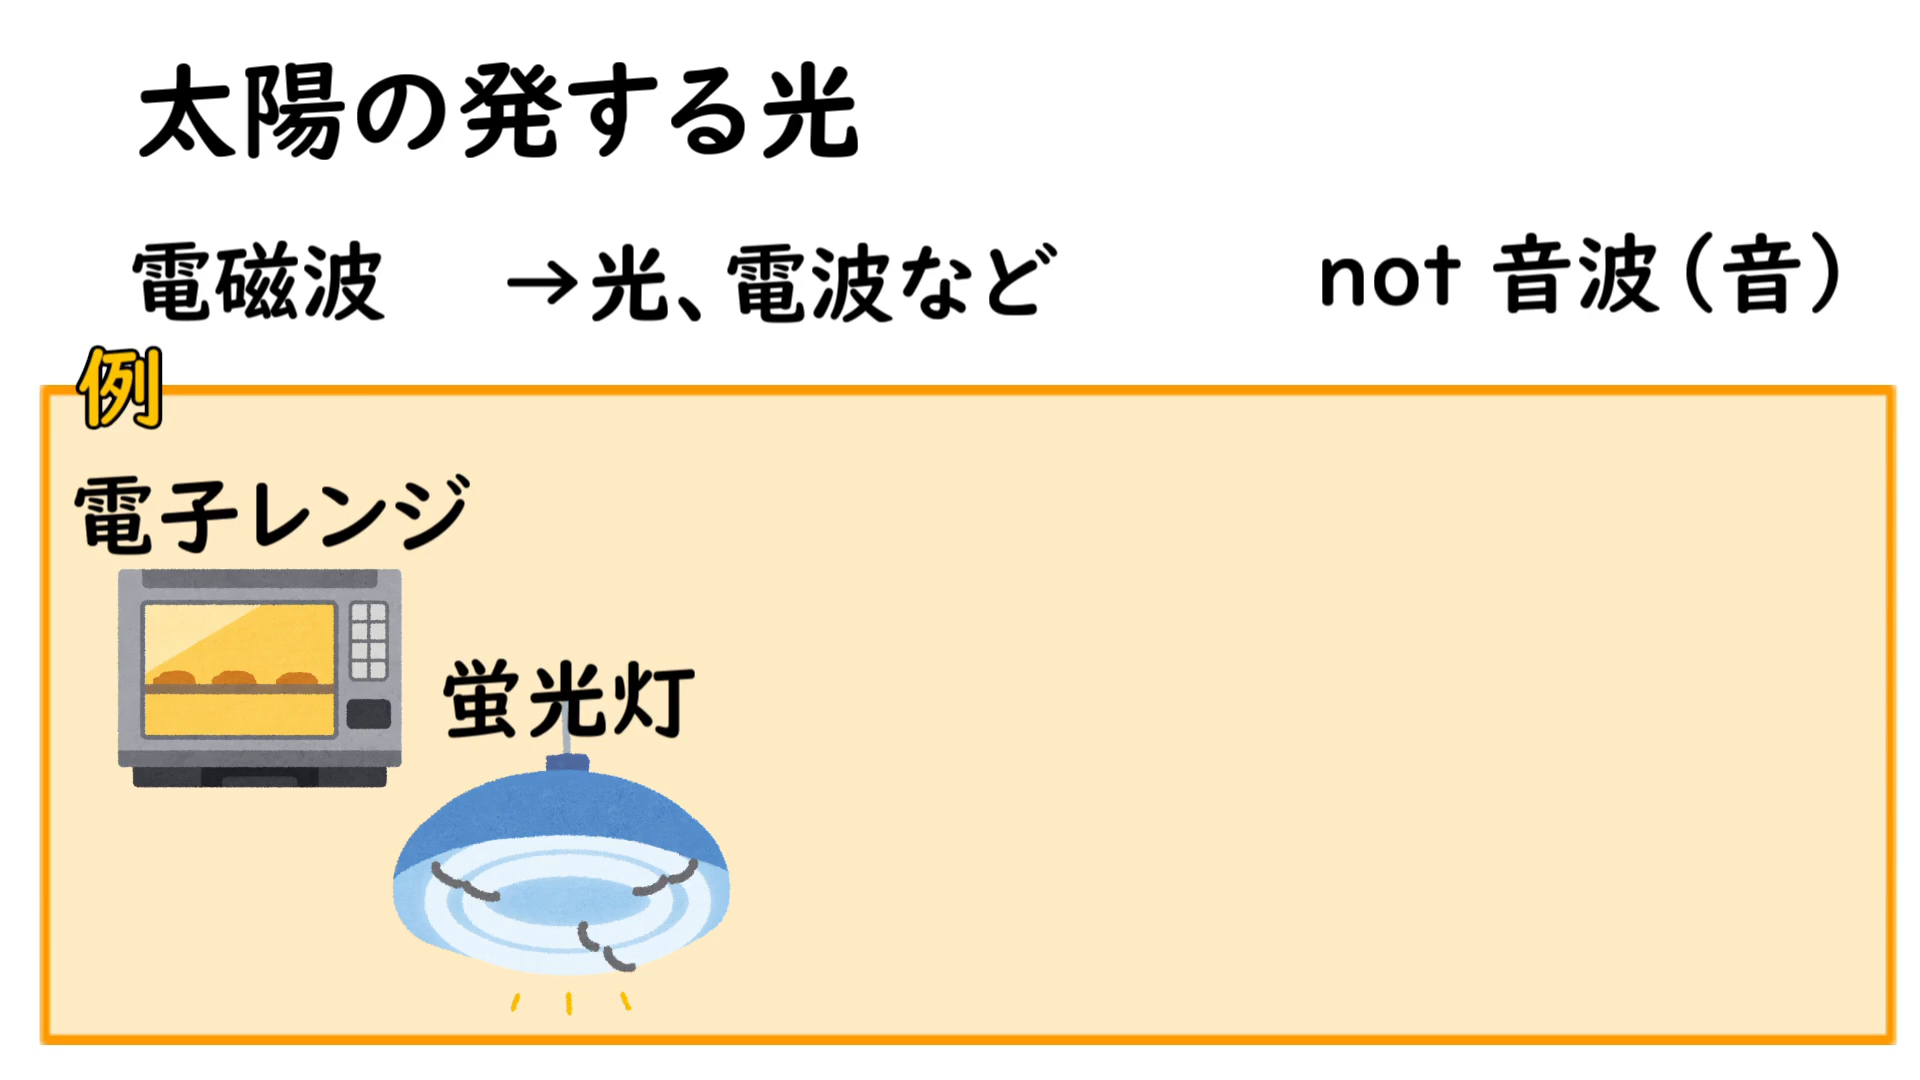 太陽の発する光
電磁波 →光、電波など not 音波(音)
例
電子レンジ
蛍光灯